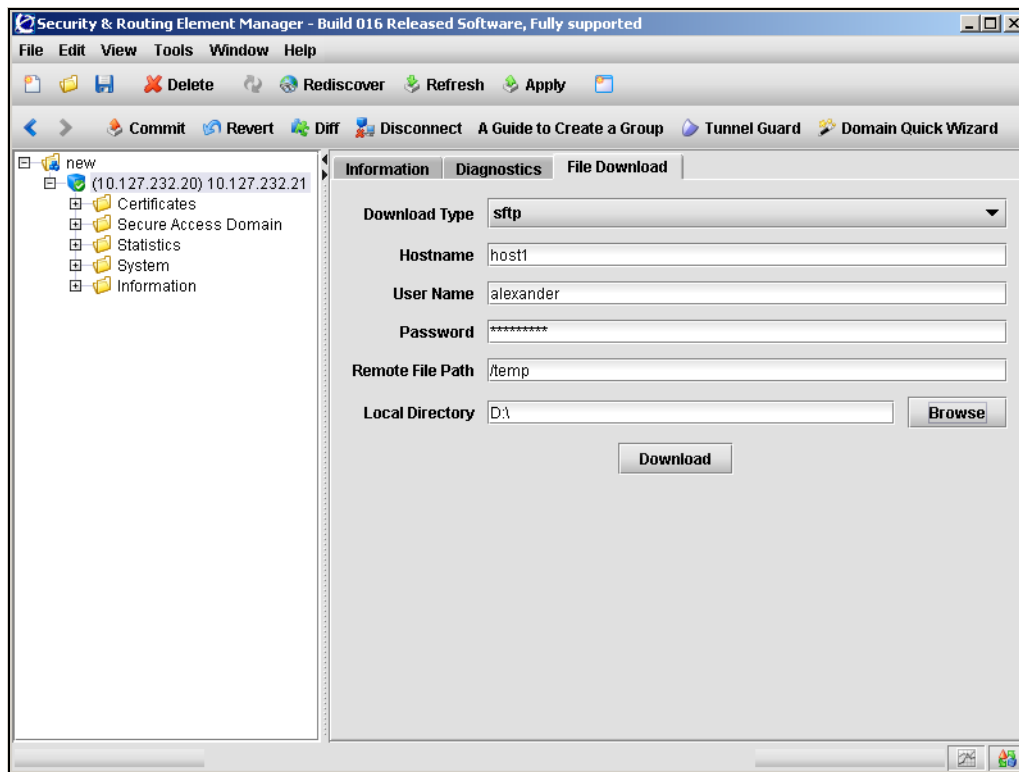 Security & Routing Element Manager - Build 016 Released Software, Fully supported
File Edit View Tools Window Help
Delete Rediscover Refresh Apply
Commit Revert Diff Disconnect A Guide to Create a Group Tunnel Guard Domain Quick Wizard
new
(10.127.232.20) 10.127.232.21
Certificates
Secure Access Domain
Statistics
System
Information
Information Diagnostics File Download
Download Type sftp
Hostname host1
User Name alexander
Password *********
Remote File Path /temp
Local Directory D:\ Browse
Download